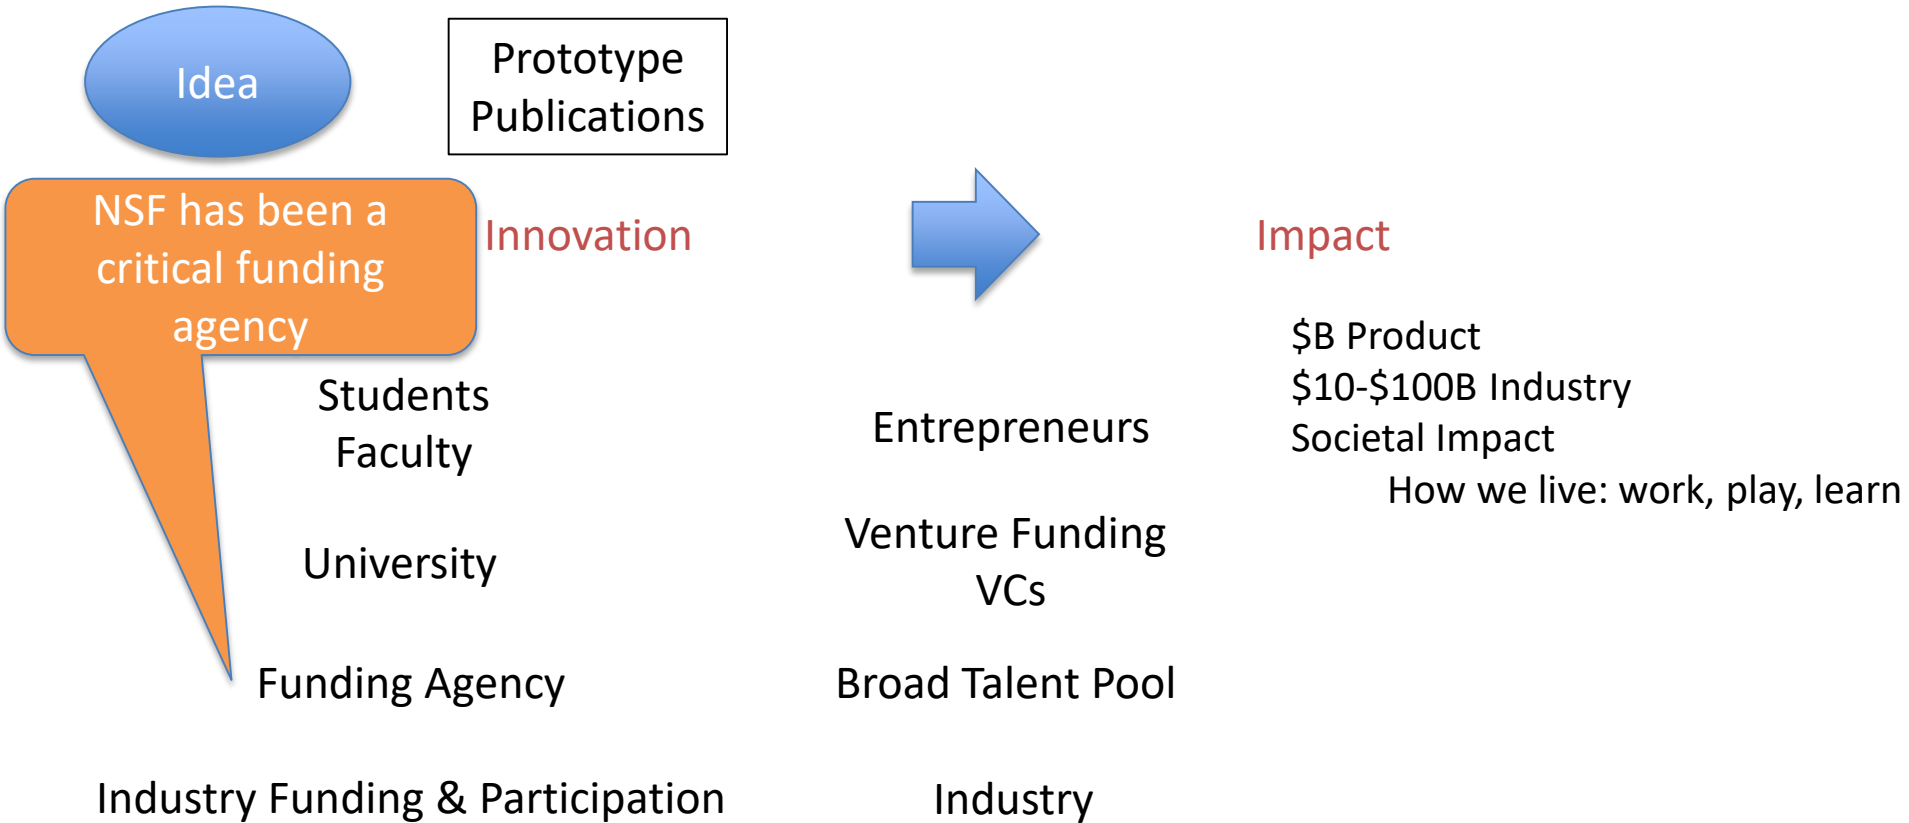 Idea
Prototype
Publications
NSF has been a
critical funding
agency
Innovation
Impact
$B Product
$10-$100B Industry
Societal Impact
How we live: work, play, learn
Students
Faculty
Entrepreneurs
University
Venture Funding
VCs
Funding Agency
Broad Talent Pool
Industry Funding & Participation
Industry